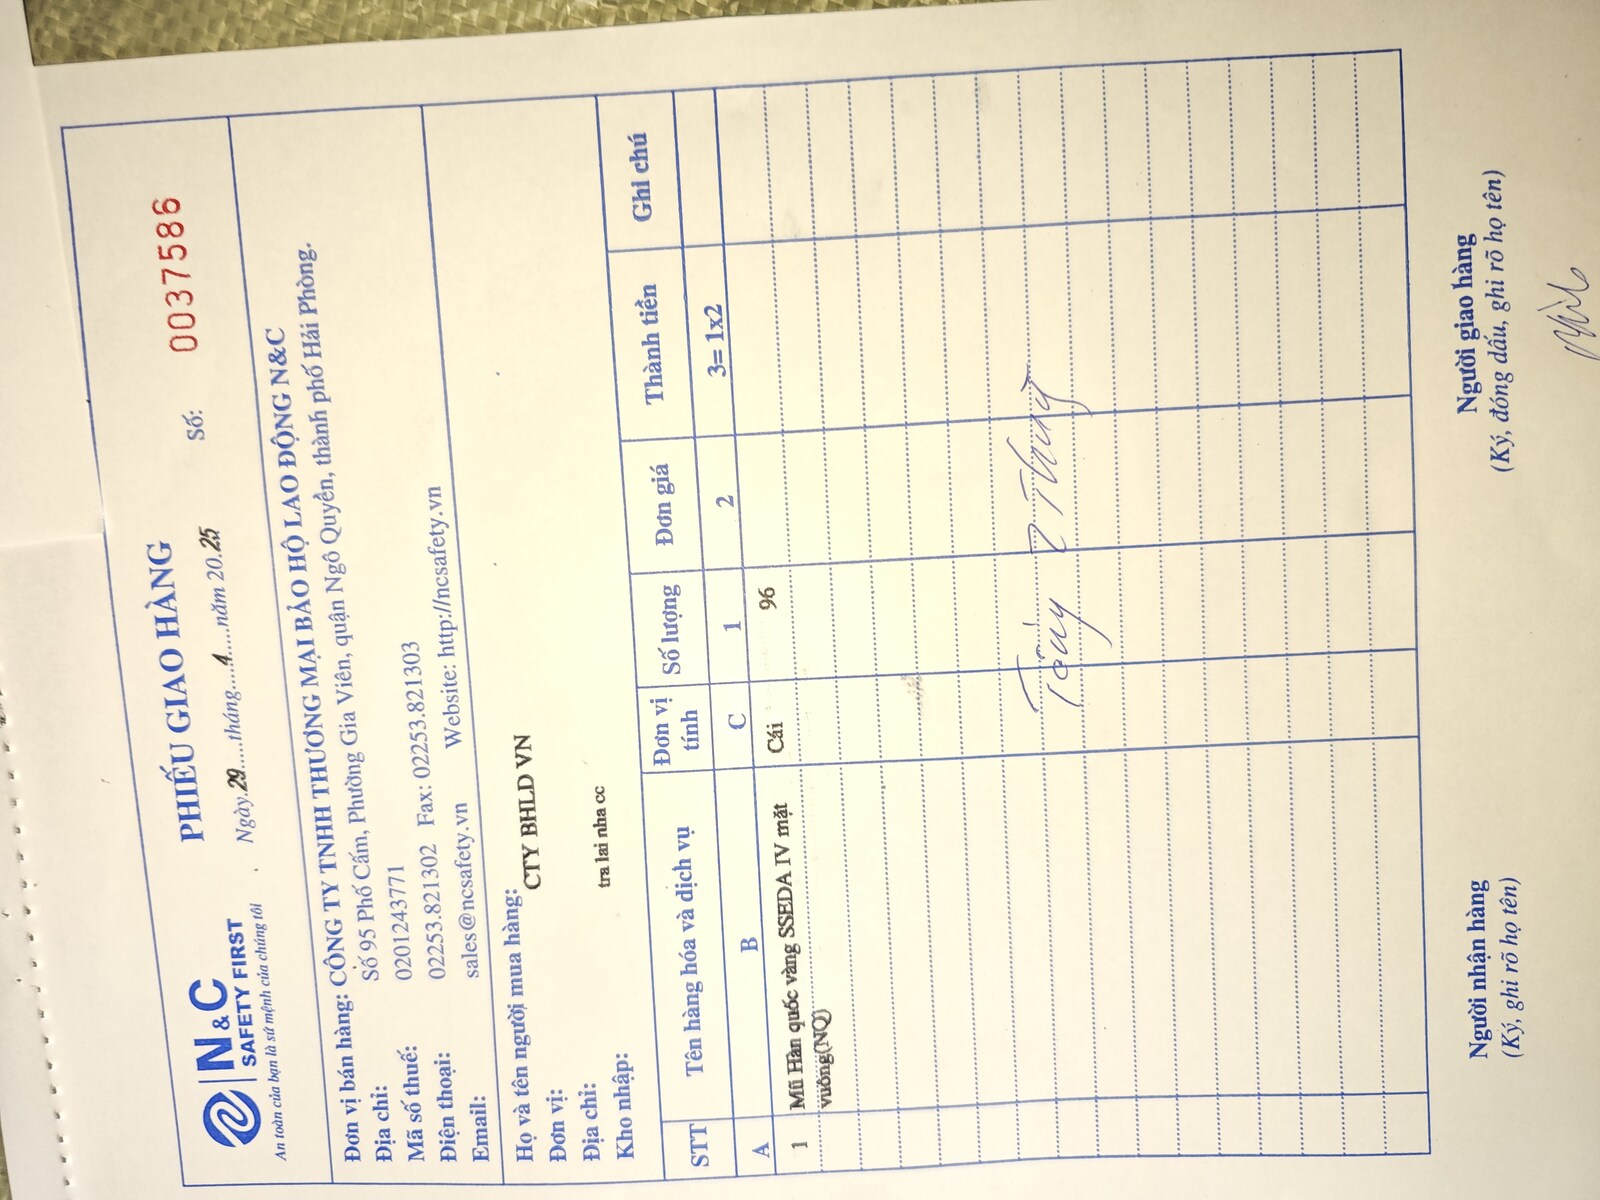 N&C
SAFETY FIRST
An toàn của bạn là sứ mệnh của chúng tôi
PHIẾU GIAO HÀNG
Ngày.29....tháng....4.....năm 20.25
Số: 0037586
Đơn vị bán hàng: CÔNG TY TNHH THƯƠNG MẠI BẢO HỘ LAO ĐỘNG N&C
Địa chỉ: Số 95 Phố Cấm, Phường Gia Viên, quận Ngô Quyền, thành phố Hải Phòng.
Mã số thuế: 0201243771
Điện thoại: 02253.821302 Fax: 02253.821303
Email: sales@ncsafety.vn Website: http://ncsafety.vn
Họ và tên người mua hàng:
Đơn vị: CTY BHLD VN
Địa chỉ:
Kho nhập: tra lai nha cc
STT Tên hàng hóa và dịch vụ Đơn vị tính Số lượng Đơn giá Thành tiền Ghi chú
A B C 1 2 3= 1x2
1 Mũ Hàn quốc vàng SSEDA IV mặt Cái 96
vuông(NQ)
Tổng 2 Thùng
Người nhận hàng Người giao hàng
(Ký, ghi rõ họ tên) (Ký, đóng dấu, ghi rõ họ tên)